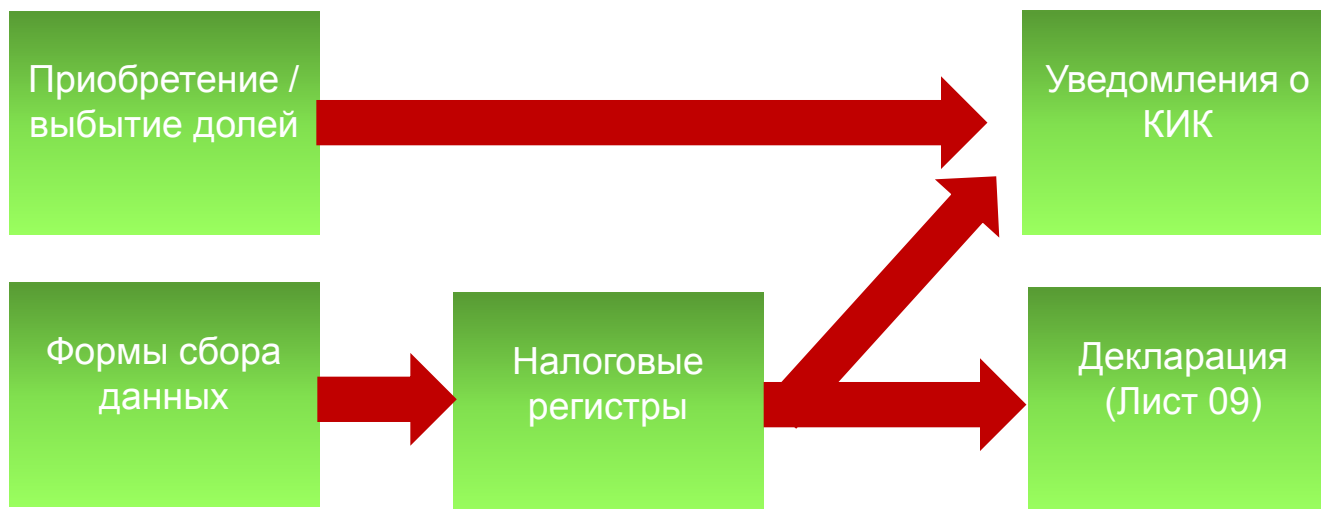 Приобретение /
выбытие долей
Уведомления о
КИК
Формы сбора
данных
Налоговые
регистры
Декларация
(Лист 09)